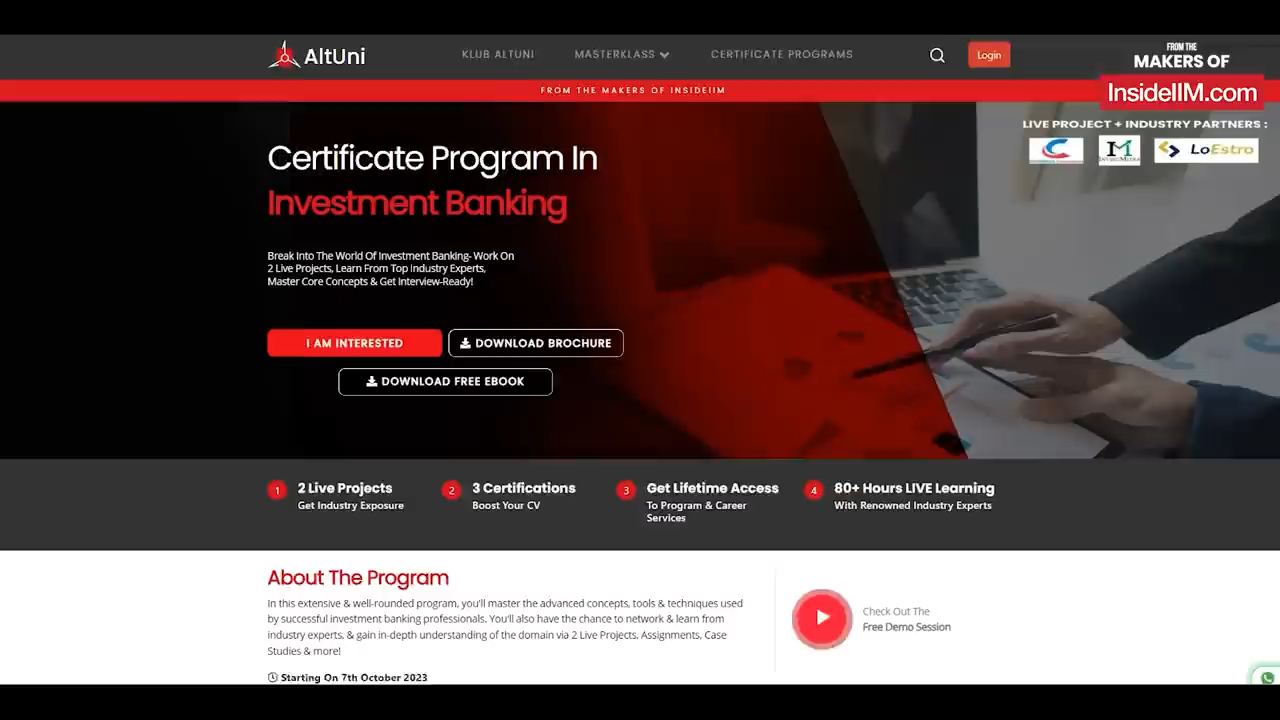 AltUni
KLUB ALTUNI
MASTERKLASS
CERTIFICATE PROGRAMS
Login
FROM THE
MAKERS OF
InsideIIM.com
FROM THE MAKERS OF INSIDEIIM
LIVE PROJECT + INDUSTRY PARTNERS :
LoEstro
Certificate Program In
Investment Banking
Break Into The World Of Investment Banking- Work On
2 Live Projects, Learn From Top Industry Experts,
Master Core Concepts & Get Interview-Ready!
I AM INTERESTED
DOWNLOAD BROCHURE
DOWNLOAD FREE EBOOK
1 2 Live Projects
Get Industry Exposure
2 3 Certifications
Boost Your CV
3 Get Lifetime Access
To Program & Career
Services
4 80+ Hours LIVE Learning
With Renowned Industry Experts
About The Program
In this extensive & well-rounded program, you'll master the advanced concepts, tools & techniques used
by successful investment banking professionals. You'll also have the chance to network & learn from
industry experts, & gain in-depth understanding of the domain via 2 Live Projects, Assignments, Case
Studies & more!
Starting On 7th October 2023
Check Out The
Free Demo Session